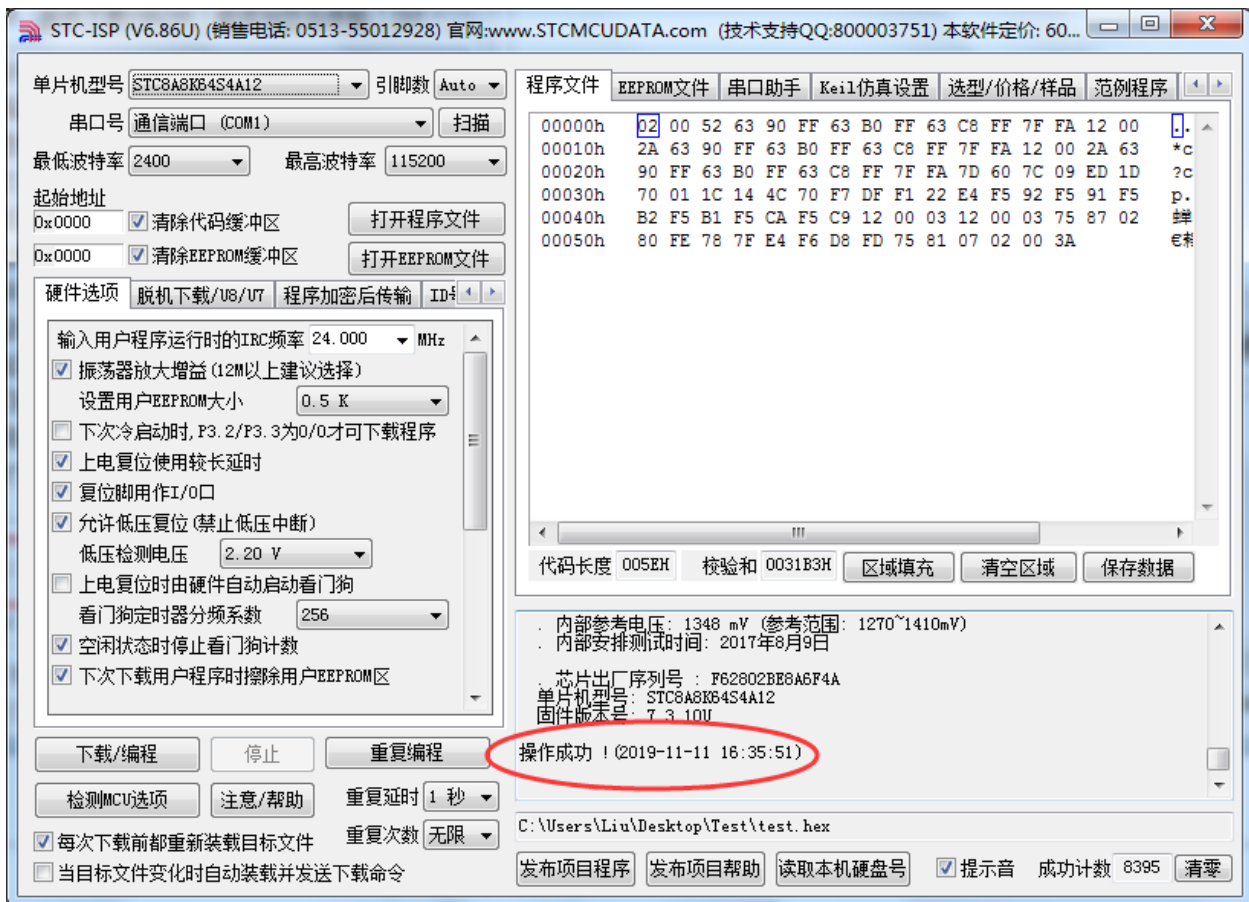 STC-ISP (V6.86U) (销售电话: 0513-55012928) 官网:www.STCMCUDATA.com (技术支持QQ:800003751) 本软件定价: 60...
单片机型号 STC8A8K64S4A12 引脚数 Auto
串口号 通信端口 (COM1) 扫描
最低波特率 2400 最高波特率 115200
起始地址
0x0000 清除代码缓冲区 打开程序文件
0x0000 清除EEPROM缓冲区 打开EEPROM文件
硬件选项 脱机下载/U8/U7 程序加密后传输
输入用户程序运行时的IRC频率 24.000 MHz
振荡器放大增益(12M以上建议选择)
设置用户EEPROM大小 0.5 K
下次冷启动时,P3.2/P3.3为0/0才可下载程序
上电复位使用较长延时
复位脚用作I/O口
允许低压复位(禁止低压中断)
低压检测电压 2.20 V
上电复位时由硬件自动启动看门狗
看门狗定时器分频系数 256
空闲状态时停止看门狗计数
下次下载用户程序时擦除用户EEPROM区
下载/编程 停止 重复编程
检测MCU选项 注意/帮助 重复延时 1 秒
每次下载前都重新装载目标文件 重复次数 无限
当目标文件变化时自动装载并发送下载命令
程序文件 EEPROM文件 串口助手 Keil仿真设置 选型/价格/样品 范例程序
00000h 02 00 52 63 90 FF 63 B0 FF 63 C8 FF 7F FA 12 00 ..
00010h 2A 63 90 FF 63 B0 FF 63 C8 FF 7F FA 12 00 2A 63 *c
00020h 90 FF 63 B0 FF 63 C8 FF 7F FA 7D 60 7C 09 ED 1D ?c
00030h 70 01 1C 14 4C 70 F7 DF F1 22 E4 F5 92 F5 91 F5 p.
00040h B2 F5 B1 F5 CA F5 C9 12 00 03 12 00 03 75 87 02 蝉
00050h 80 FE 78 7F E4 F6 D8 FD 75 81 07 02 00 3A
代码长度 005EH 校验和 0031B3H 区域填充 清空区域 保存数据
. 内部参考电压: 1348 mV (参考范围: 1270~1410mV)
. 内部安排测试时间: 2017年8月9日
. 芯片出厂序列号 : F62802BE8A6F4A
单片机型号: STC8A8K64S4A12
固件版本号: 7.3.10U
操作成功 !(2019-11-11 16:35:51)
C:\Users\Liu\Desktop\Test\test.hex
发布项目程序 发布项目帮助 读取本机硬盘号 提示音 成功计数 8395 清零